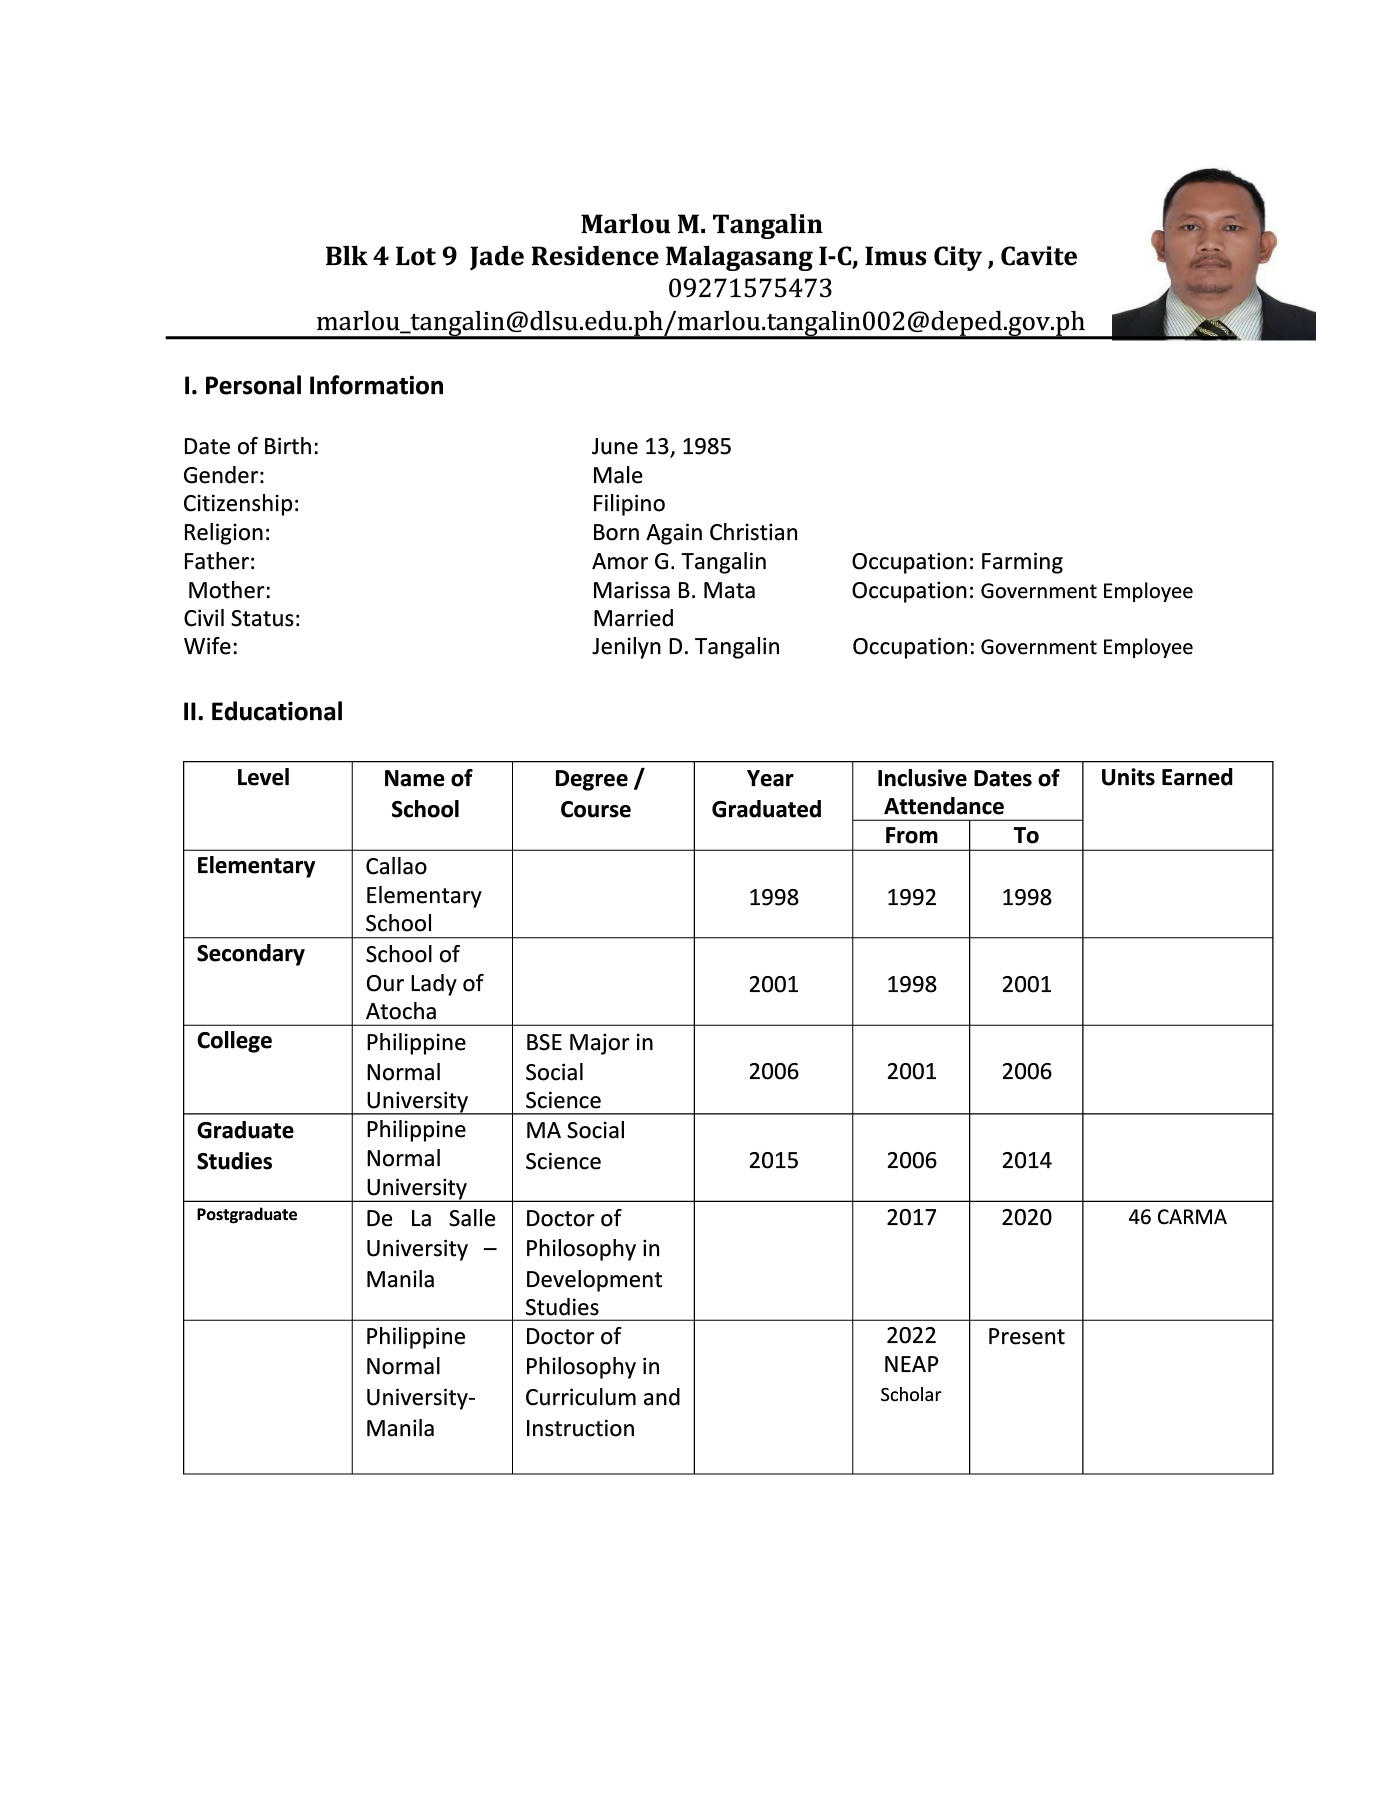 Marlou M. Tangalin
Blk 4 Lot 9  Jade Residence Malagasang I-C, Imus City , Cavite
09271575473
marlou_tangalin@dlsu.edu.ph/marlou.tangalin002@deped.gov.ph
I. Personal Information
Date of Birth: June 13, 1985
Gender: Male
Citizenship: Filipino
Religion: Born Again Christian
Father: Amor G. Tangalin Occupation: Farming
Mother: Marissa B. Mata Occupation: Government Employee
Civil Status: Married
Wife: Jenilyn D. Tangalin Occupation: Government Employee
II. Educational
Level
Name of
School
Degree /
Course
Year
Graduated
Inclusive Dates of
Attendance
From To
Units Earned
Elementary
Callao
Elementary
School
1998 1992 1998
Secondary
School of
Our Lady of
Atocha
2001 1998 2001
College
Philippine
Normal
University
BSE Major in
Social
Science
2006 2001 2006
Graduate
Studies
Philippine
Normal
University
MA Social
Science
2015 2006 2014
Postgraduate
De La Salle
University –
Manila
Doctor of
Philosophy in
Development
Studies
2017 2020 46 CARMA
Philippine
Normal
University-
Manila
Doctor of
Philosophy in
Curriculum and
Instruction
2022
NEAP
Scholar
Present